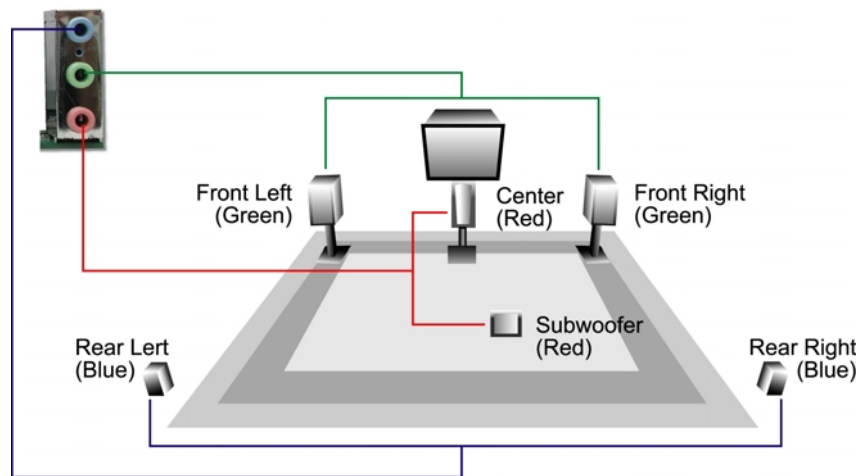 Front Left
(Green)
Center
(Red)
Front Right
(Green)
Subwoofer
(Red)
Rear Lert
(Blue)
Rear Right
(Blue)